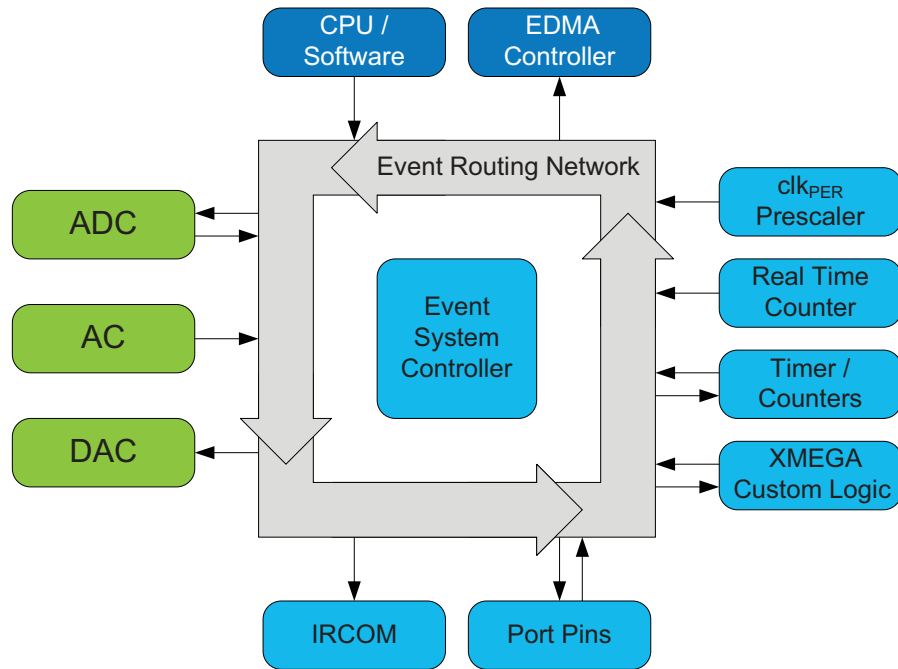 CPU /
Software
EDMA
Controller
Event Routing Network
ADC
AC
DAC
Event
System
Controller
clkPER
Prescaler
Real Time
Counter
Timer /
Counters
XMEGA
Custom Logic
IRCOM
Port Pins